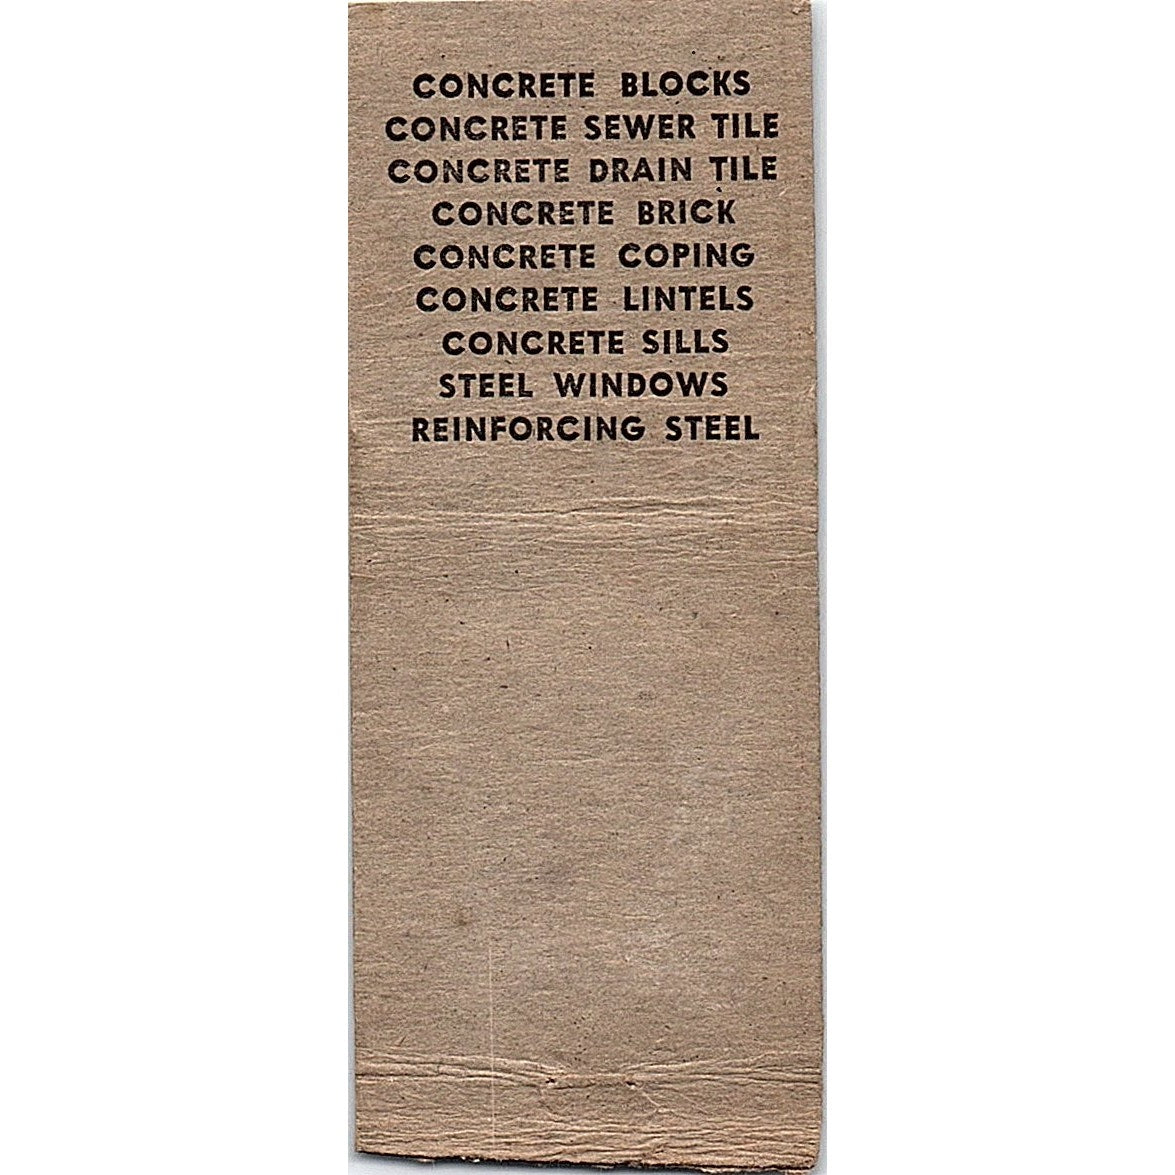 CONCRETE BLOCKS
CONCRETE SEWER TILE
CONCRETE DRAIN TILE
CONCRETE BRICK
CONCRETE COPING
CONCRETE LINTELS
CONCRETE SILLS
STEEL WINDOWS
REINFORCING STEEL